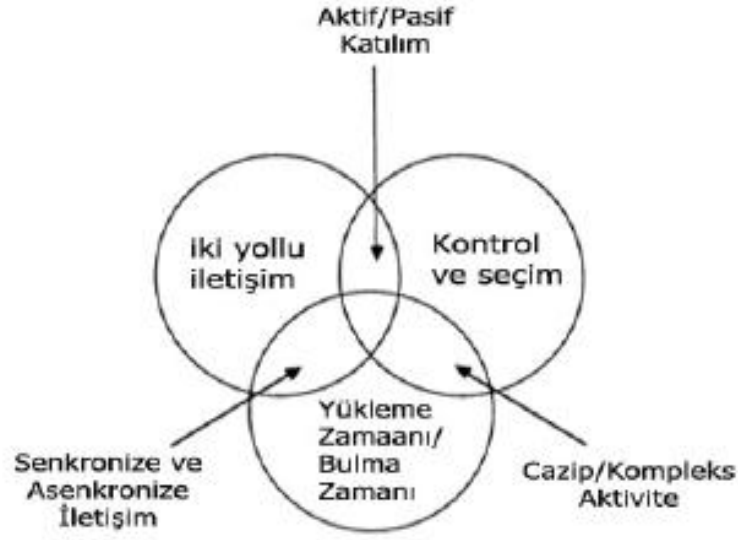 Aktif/Pasif
Katılım
iki yollu
iletişim
Kontrol
ve seçim
Yükleme
Zamaanı/
Bulma
Zamanı
Senkronize ve
Asenkronize
İletişim
Cazip/Kompleks
Aktivite